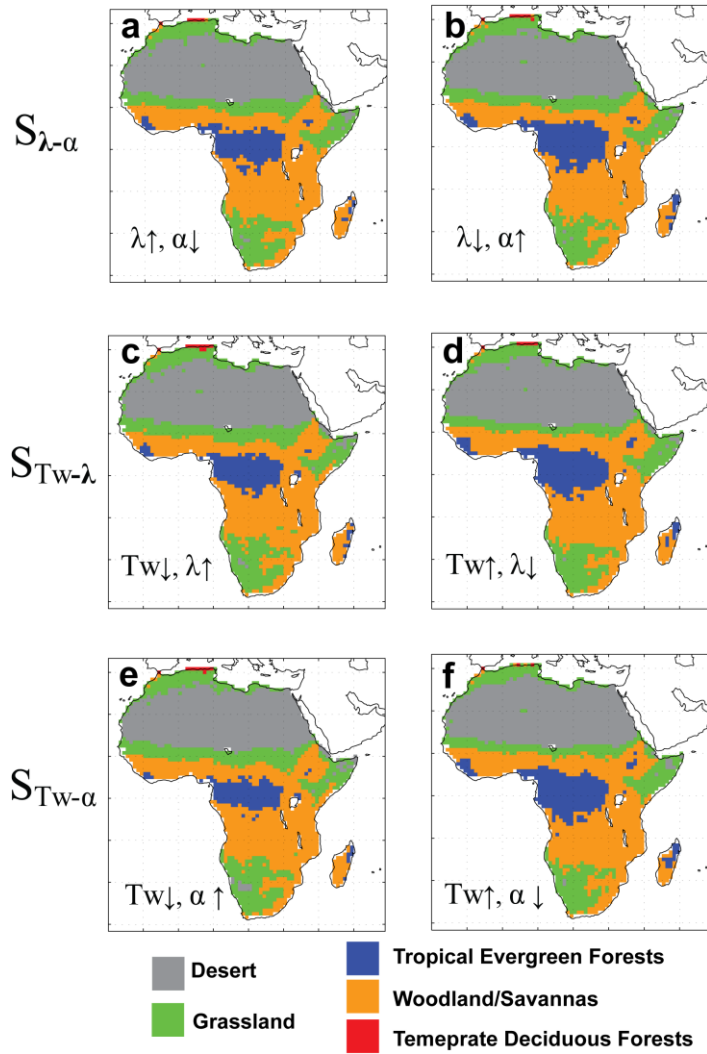 a
b
S λ-α
λ↑, α↓
λ↓, α↑
c
d
S Tw-λ
Tw↓, λ↑
Tw↑, λ↓
e
f
S Tw-α
Tw↓, α ↑
Tw↑, α ↓
Desert
Tropical Evergreen Forests
Woodland/Savannas
Grassland
Temeprate Deciduous Forests